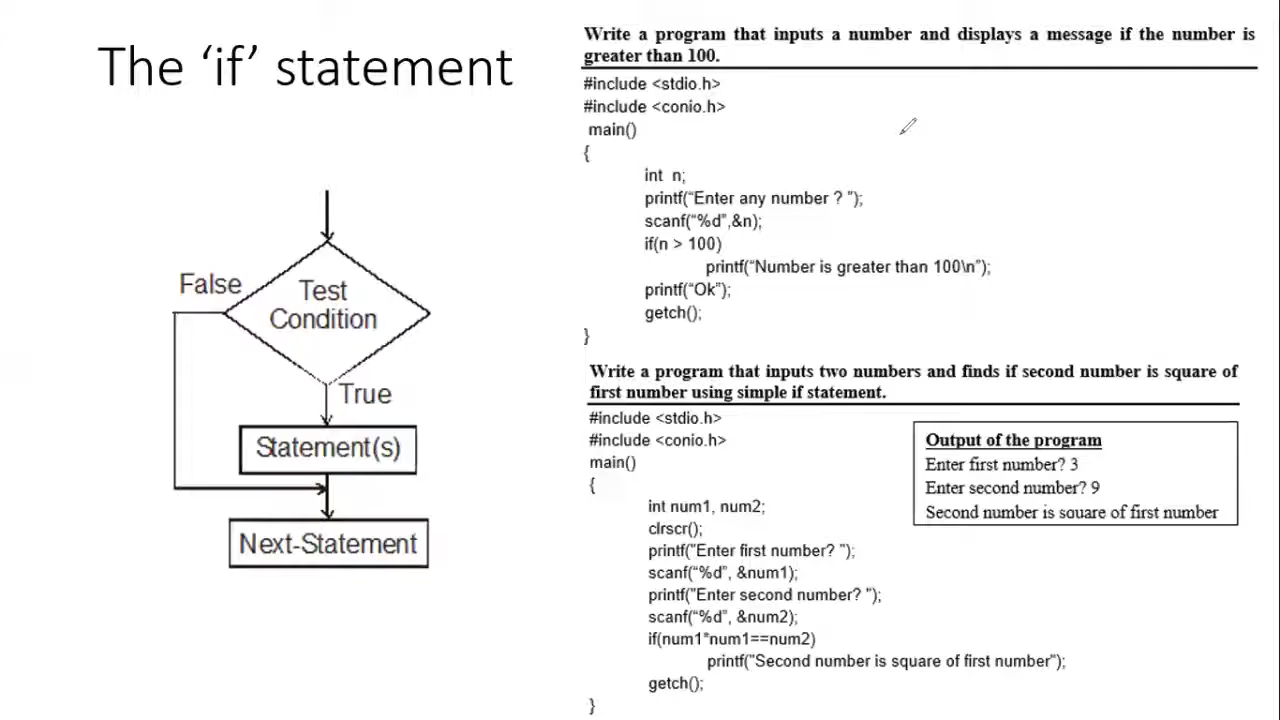 The ‘if’ statement
False
Test
Condition
True
Statement(s)
Next-Statement
Write a program that inputs a number and displays a message if the number is
greater than 100.
#include <stdio.h>
#include <conio.h>
main()
{
int n;
printf(“Enter any number ? ”);
scanf(“%d”,&n);
if(n > 100)
printf(“Number is greater than 100\n”);
printf(“Ok”);
getch();
}
Write a program that inputs two numbers and finds if second number is square of
first number using simple if statement.
#include <stdio.h>
#include <conio.h>
main()
{
int num1, num2;
clrscr();
printf("Enter first number? ");
scanf(“%d”, &num1);
printf("Enter second number? ”);
scanf(“%d”, &num2);
if(num1*num1==num2)
printf("Second number is square of first number");
getch();
}
Output of the program
Enter first number? 3
Enter second number? 9
Second number is square of first number